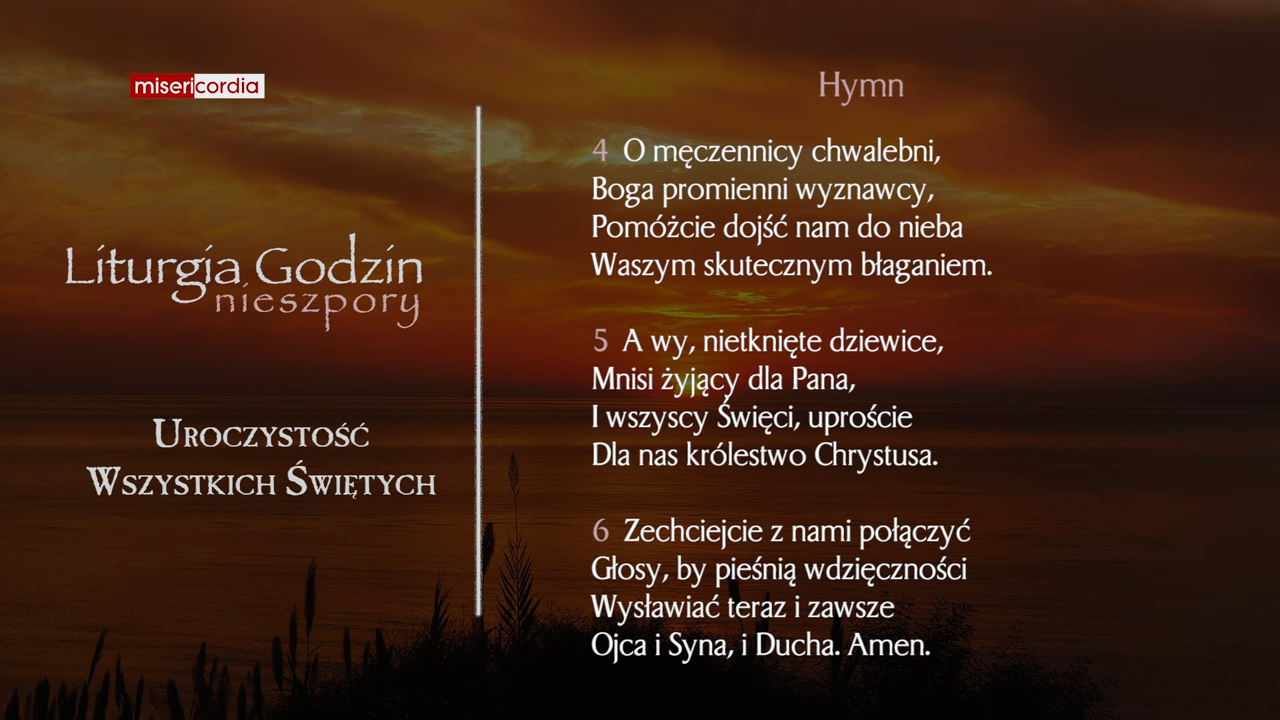 misericordia
Liturgia Godzin
nieszpory
Uroczystość
Wszystkich Świętych
Hymn
4 O męczennicy chwalebni,
Boga promienni wyznawcy,
Pomóżcie dojść nam do nieba
Waszym skutecznym błaganiem.
5 A wy, nietknięte dziewice,
Mnisi żyjący dla Pana,
I wszyscy Święci, uproście
Dla nas królestwo Chrystusa.
6 Zechciejcie z nami połączyć
Głosy, by pieśnią wdzięczności
Wysławiać teraz i zawsze
Ojca i Syna, i Ducha. Amen.